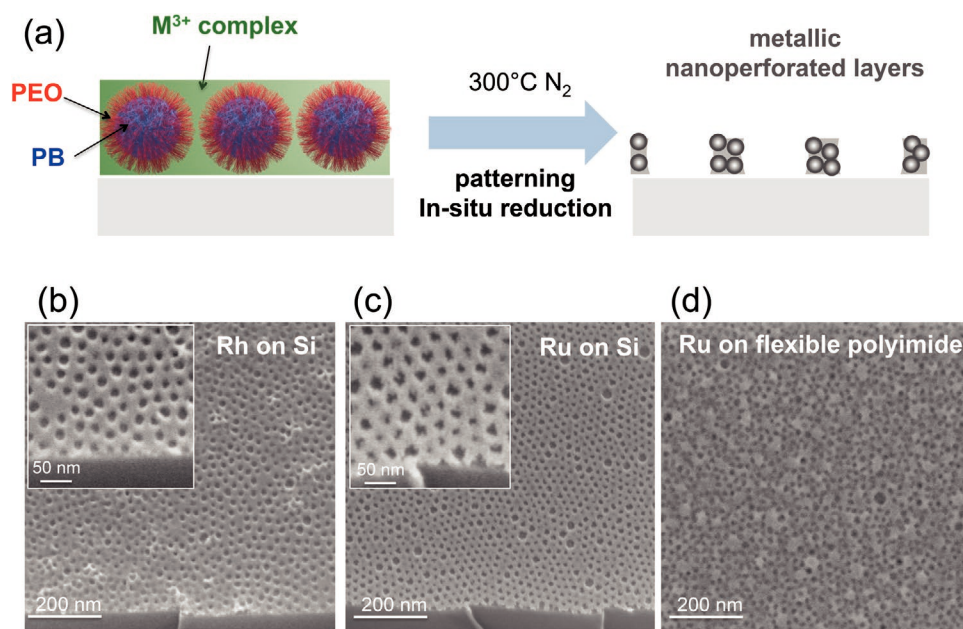 (a)
M³⁺ complex
PEO
PB
300°C N₂
patterning
In-situ reduction
metallic
nanoperforated layers
(b)
Rh on Si
50 nm
200 nm
(c)
Ru on Si
50 nm
200 nm
(d)
Ru on flexible polyimide
200 nm